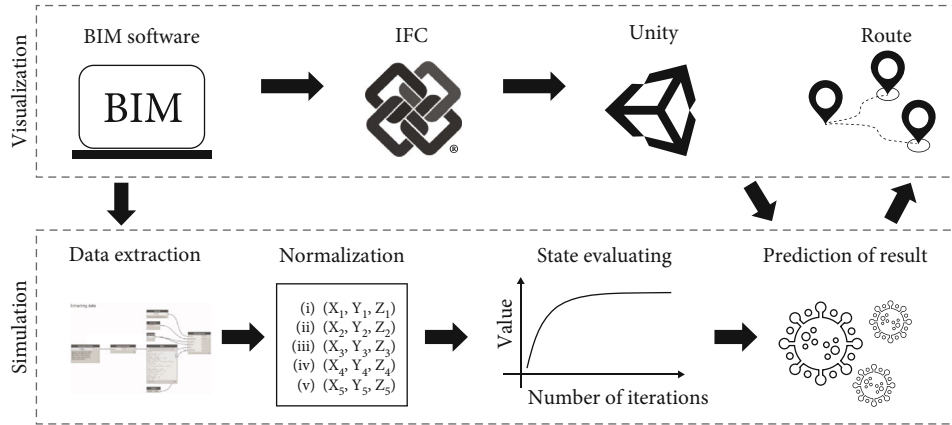 Visualization
BIM software
IFC
Unity
Route
BIM
®
Simulation
Data extraction
Normalization
State evaluating
Prediction of result
(i) (X₁, Y₁, Z₁)
(ii) (X₂, Y₂, Z₂)
(iii) (X₃, Y₃, Z₃)
(iv) (X₄, Y₄, Z₄)
(v) (X₅, Y₅, Z₅)
Value
Number of iterations